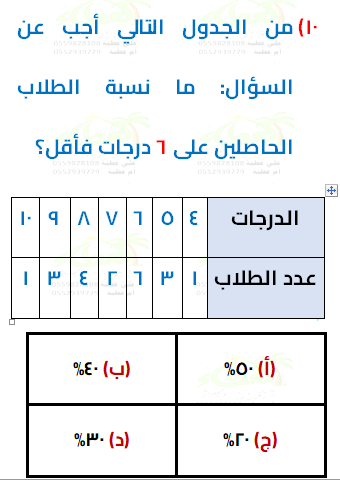 ١٠) من الجدول التالي أجب عن
السؤال: ما نسبة الطلاب
الحاصلين على ٦ درجات فأقل؟
الدرجات ٤ ٥ ٦ ٧ ٨ ٩ ١٠
عدد الطلاب ١ ٣ ٦ ٢ ٤ ٣ ١
(أ) ٥٠% (ب) ٤٠%
(ج) ٢٠% (د) ٣٠%